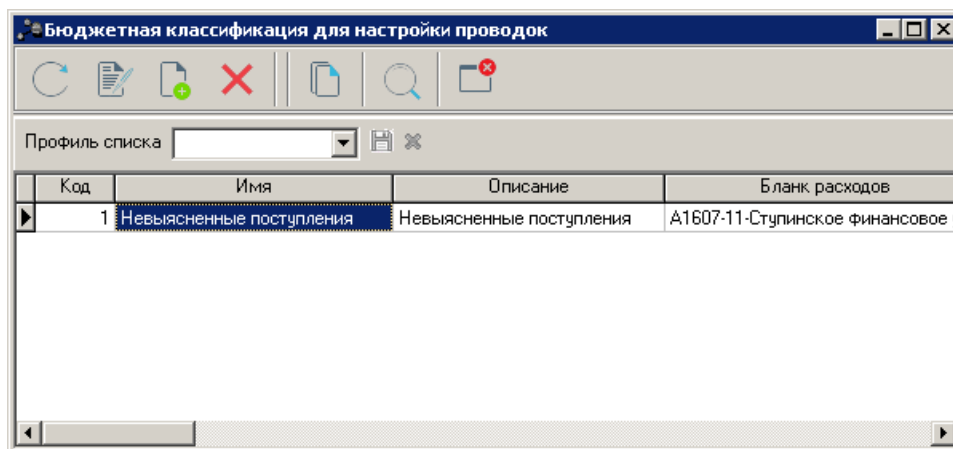 Бюджетная классификация для настройки проводок
Профиль списка
Код Имя Описание Бланк расходов
1 Невыясненные поступления Невыясненные поступления А1607-11-Ступинское финансовое